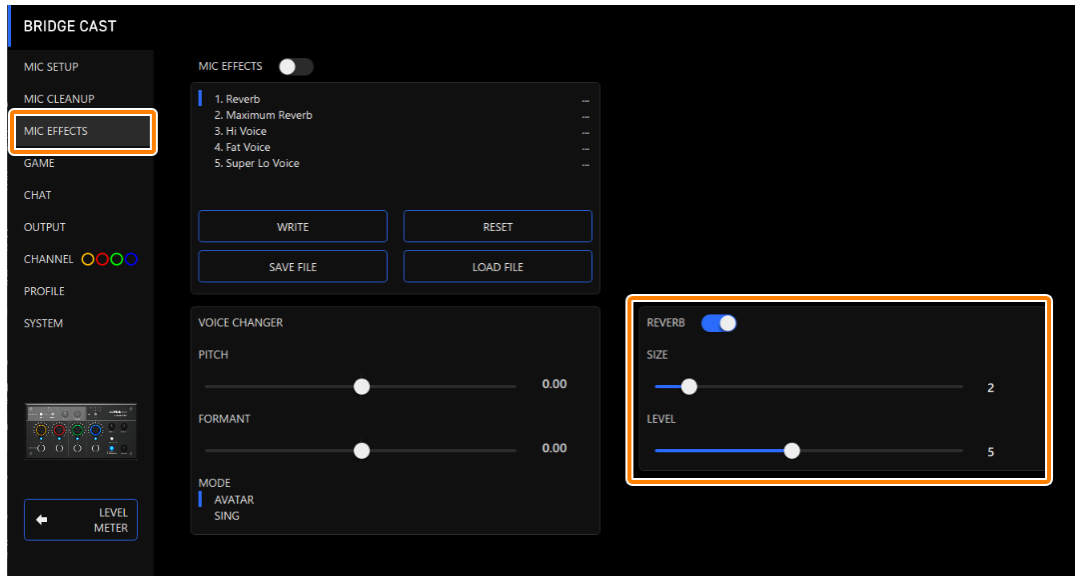 BRIDGE CAST
MIC SETUP
MIC CLEANUP
MIC EFFECTS
GAME
CHAT
OUTPUT
CHANNEL
PROFILE
SYSTEM
LEVEL
METER
MIC EFFECTS
1. Reverb ---
2. Maximum Reverb ---
3. Hi Voice ---
4. Fat Voice ---
5. Super Lo Voice ---
WRITE RESET
SAVE FILE LOAD FILE
VOICE CHANGER
PITCH
0.00
FORMANT
0.00
MODE
AVATAR
SING
REVERB
SIZE
2
LEVEL
5